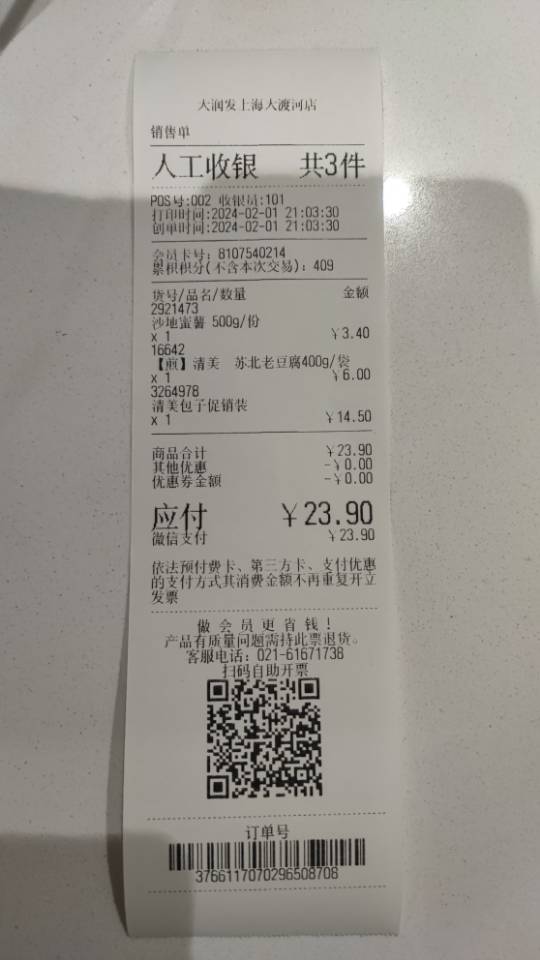 大润发上海大渡河店
销售单
人工收银 共3件
POS号:002 收银员:101
打印时间:2024-02-01 21:03:30
创单时间:2024-02-01 21:03:30
会员卡号: 8107540214
累积积分(不含本次交易): 409
货号/品名/数量 金额
2921473
沙地蜜薯 500g/份
x 1 ￥3.40
16642
【煎】清美 苏北老豆腐400g/袋
x 1 ￥6.00
3264978
清美包子促销装
x 1 ￥14.50
商品合计 ￥23.90
其他优惠 -￥0.00
优惠券金额 -￥0.00
应付 ￥23.90
微信支付 ￥23.90
依法预付费卡、第三方卡、支付优惠
的支付方式其消费金额不再重复开立
发票
做会员更省钱!
产品有质量问题需持此票退货。
客服电话: 021-61671738
扫码自助开票
订单号
3766117070296508708